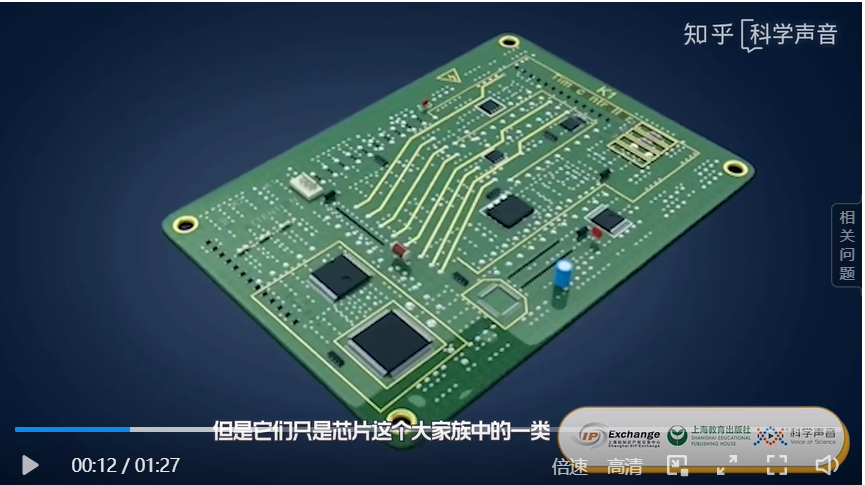 知乎 科学声音
K1
相关问题
但是它们只是芯片这个大家族中的一类
IP Exchange
上海教育出版社
SHANGHAI EDUCATIONAL
PUBLISHING HOUSE
科学声音
Voice of Science
00:12 / 01:27
倍速 高清